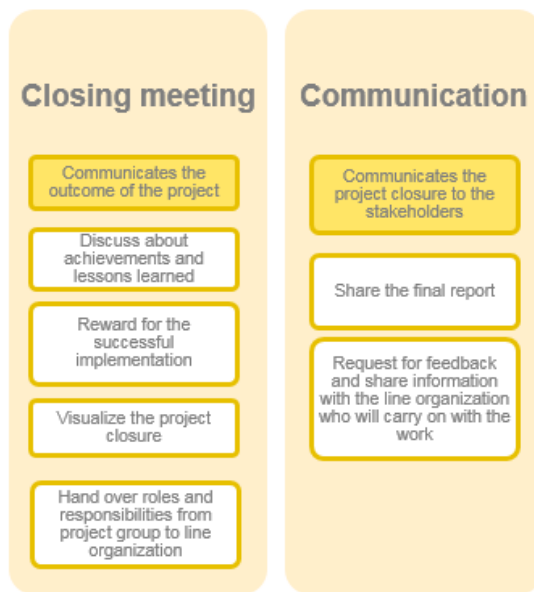 Closing meeting
Communicates the
outcome of the project
Discuss about
achievements and
lessons learned
Reward for the
successful
implementation
Visualize the project
closure
Hand over roles and
responsibilities from
project group to line
organization
Communication
Communicates the
project closure to the
stakeholders
Share the final report
Request for feedback
and share information
with the line organization
who will carry on with the
work